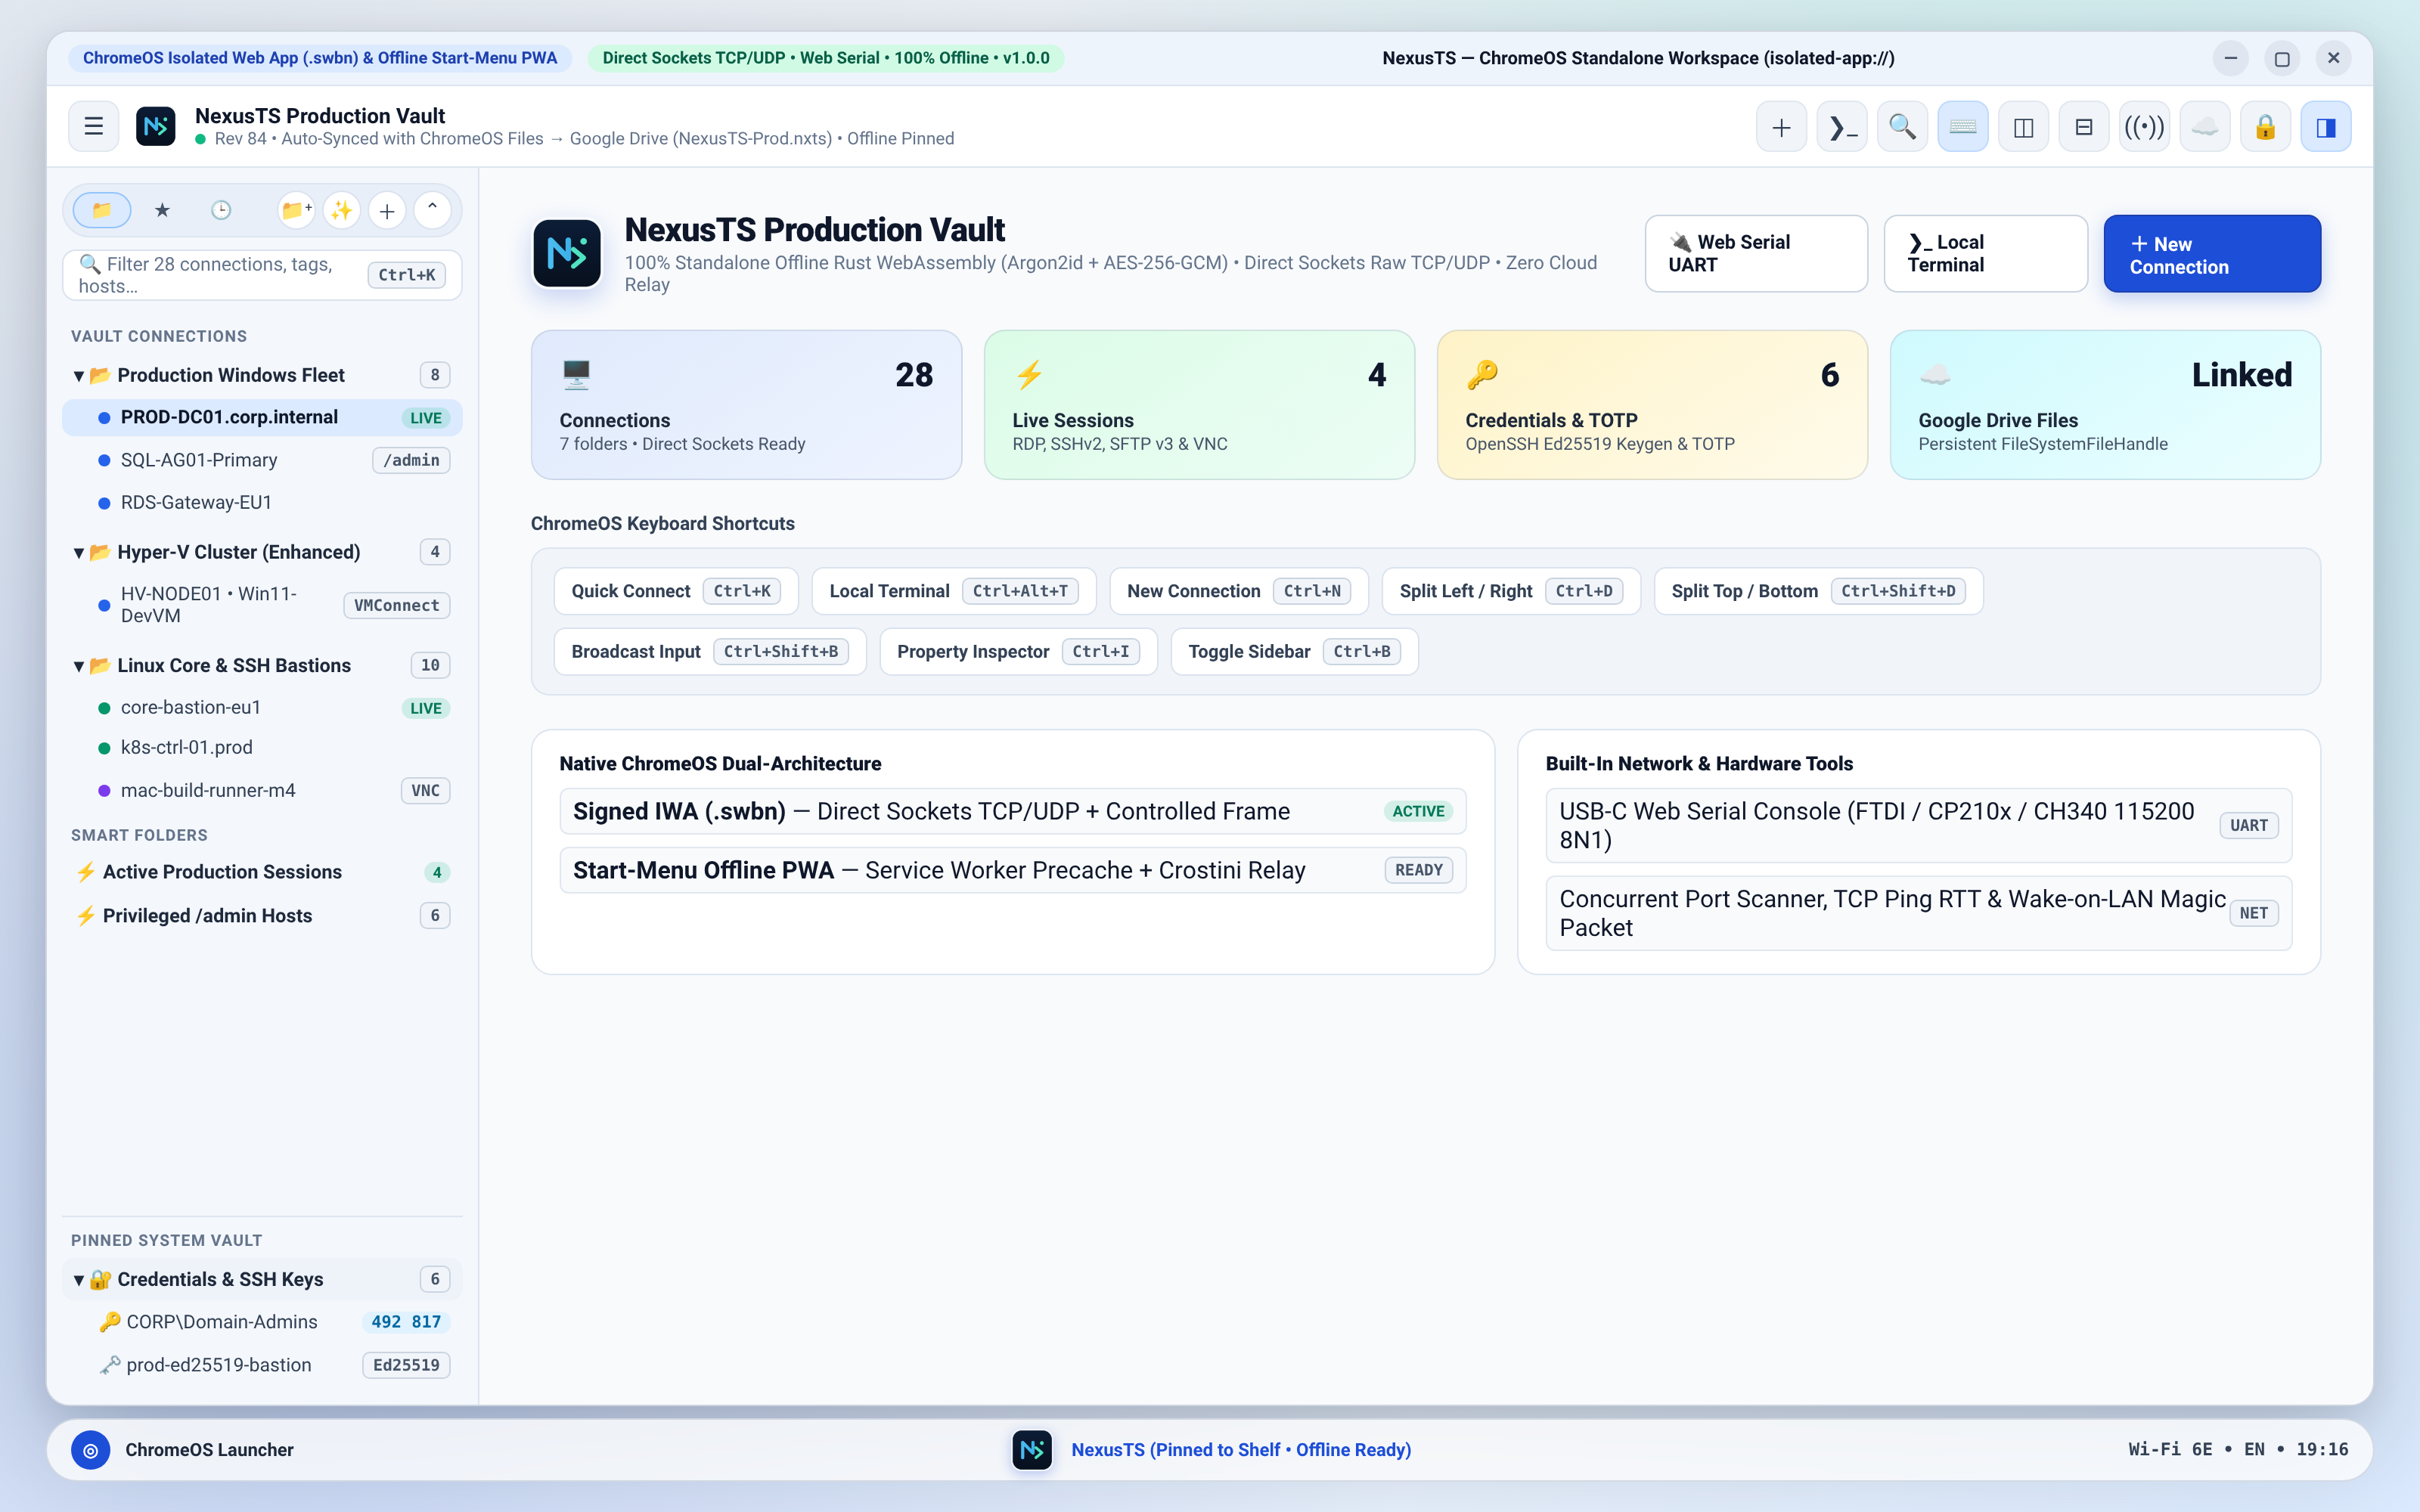 ChromeOS Isolated Web App (.swbn) & Offline Start-Menu PWA
Direct Sockets TCP/UDP • Web Serial • 100% Offline • v1.0.0
NexusTS — ChromeOS Standalone Workspace (isolated-app://)
NexusTS Production Vault
Rev 84 • Auto-Synced with ChromeOS Files → Google Drive (NexusTS-Prod.nxts) • Offline Pinned
Filter 28 connections, tags,
hosts…
Ctrl+K
VAULT CONNECTIONS
Production Windows Fleet
8
PROD-DC01.corp.internal
LIVE
SQL-AG01-Primary
/admin
RDS-Gateway-EU1
Hyper-V Cluster (Enhanced)
4
HV-NODE01 • Win11-
DevVM
VMConnect
Linux Core & SSH Bastions
10
core-bastion-eu1
LIVE
k8s-ctrl-01.prod
mac-build-runner-m4
VNC
SMART FOLDERS
Active Production Sessions
4
Privileged /admin Hosts
6
PINNED SYSTEM VAULT
Credentials & SSH Keys
6
CORP\Domain-Admins
492 817
prod-ed25519-bastion
Ed25519
NexusTS Production Vault
100% Standalone Offline Rust WebAssembly (Argon2id + AES-256-GCM) • Direct Sockets Raw TCP/UDP • Zero Cloud
Relay
Web Serial
UART
❯_ Local
Terminal
+ New
Connection
28
Connections
7 folders • Direct Sockets Ready
4
Live Sessions
RDP, SSHv2, SFTP v3 & VNC
6
Credentials & TOTP
OpenSSH Ed25519 Keygen & TOTP
Linked
Google Drive Files
Persistent FileSystemFileHandle
ChromeOS Keyboard Shortcuts
Quick Connect Ctrl+K
Local Terminal Ctrl+Alt+T
New Connection Ctrl+N
Split Left / Right Ctrl+D
Split Top / Bottom Ctrl+Shift+D
Broadcast Input Ctrl+Shift+B
Property Inspector Ctrl+I
Toggle Sidebar Ctrl+B
Native ChromeOS Dual-Architecture
Signed IWA (.swbn) — Direct Sockets TCP/UDP + Controlled Frame
ACTIVE
Start-Menu Offline PWA — Service Worker Precache + Crostini Relay
READY
Built-In Network & Hardware Tools
USB-C Web Serial Console (FTDI / CP210x / CH340 115200
8N1)
UART
Concurrent Port Scanner, TCP Ping RTT & Wake-on-LAN Magic
Packet
NET
ChromeOS Launcher
NexusTS (Pinned to Shelf • Offline Ready)
Wi-Fi 6E • EN • 19:16